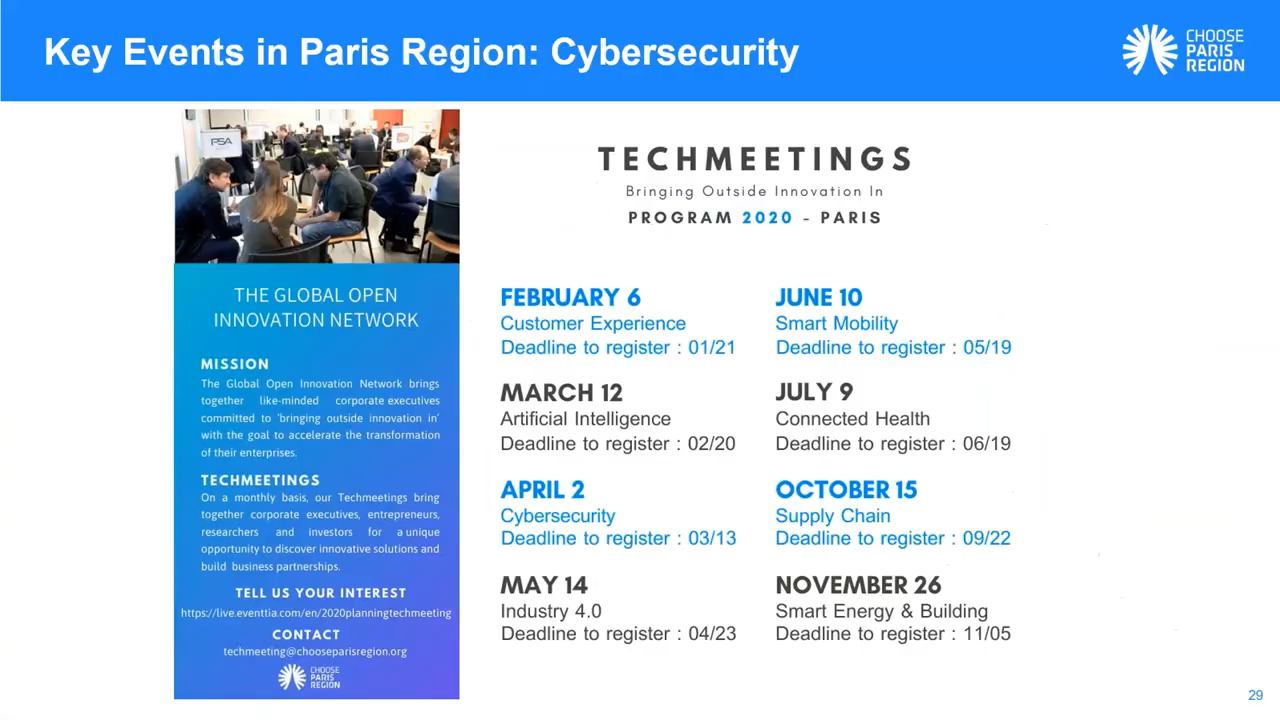 Key Events in Paris Region: Cybersecurity
CHOOSE
PARIS
REGION
PSA
THE GLOBAL OPEN
INNOVATION NETWORK
MISSION
The Global Open Innovation Network brings
together like-minded corporate executives
committed to 'bringing outside innovation in'
with the goal to accelerate the transformation
of their enterprises.
TECHMEETINGS
On a monthly basis, our Techmeetings bring
together corporate executives, entrepreneurs,
researchers and investors for a unique
opportunity to discover innovative solutions and
build business partnerships.
TELL US YOUR INTEREST
https://live.eventtia.com/en/2020planningtechmeeting
CONTACT
techmeeting@chooseparisregion.org
CHOOSE
PARIS
REGION
TECHMEETINGS
Bringing Outside Innovation In
PROGRAM 2020 - PARIS
FEBRUARY 6
Customer Experience
Deadline to register : 01/21
MARCH 12
Artificial Intelligence
Deadline to register : 02/20
APRIL 2
Cybersecurity
Deadline to register : 03/13
MAY 14
Industry 4.0
Deadline to register : 04/23
JUNE 10
Smart Mobility
Deadline to register : 05/19
JULY 9
Connected Health
Deadline to register : 06/19
OCTOBER 15
Supply Chain
Deadline to register : 09/22
NOVEMBER 26
Smart Energy & Building
Deadline to register : 11/05
29